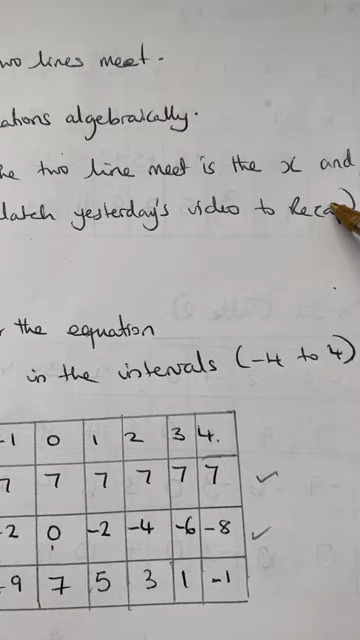 two lines meet.
ations algebraically.
he two line meet is the x and
Watch yesterday's video to Recap)
the equation
in the intervals (-4 to 4)
-1 0 1 2 3 4.
7 7 7 7 7 7 ✓
-2 0 -2 -4 -6 -8 ✓
9 7 5 3 1 -1